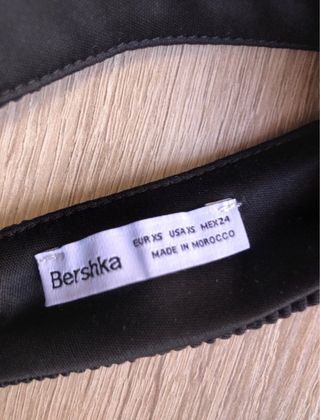 Bershka
EUR XS USA XS MEX 24
MADE IN MOROCCO